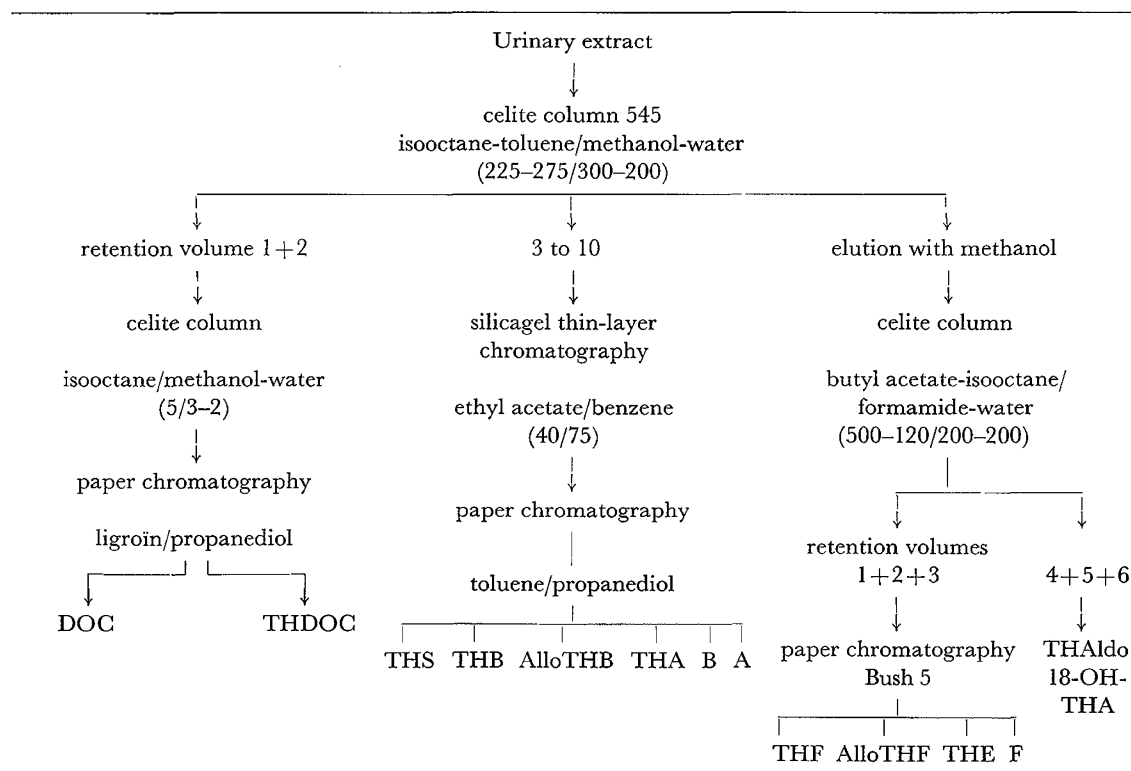 Urinary extract
celite column 545
isooctane-toluene/methanol-water
(225–275/300–200)
retention volume 1+2
celite column
isooctane/methanol-water
(5/3–2)
paper chromatography
ligroïn/propanediol
DOC
THDOC
3 to 10
silicagel thin-layer
chromatography
ethyl acetate/benzene
(40/75)
paper chromatography
toluene/propanediol
THS THB AlloTHB THA B A
elution with methanol
celite column
butyl acetate-isooctane/
formamide-water
(500–120/200–200)
retention volumes
1+2+3
paper chromatography
Bush 5
THF AlloTHF THE F
4+5+6
THAldo
18-OH-
THA